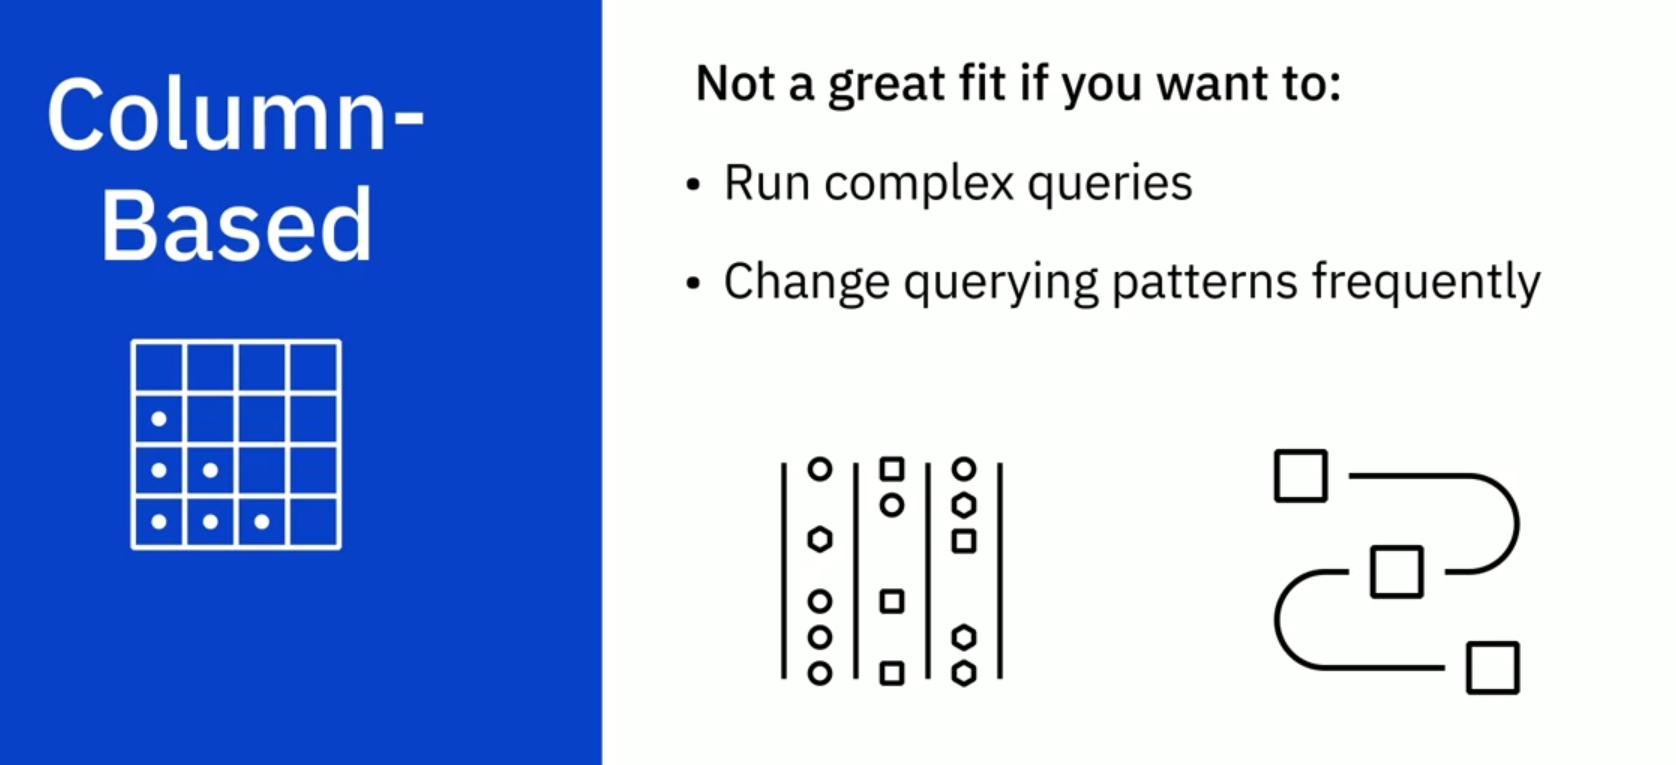 Column-
Based
Not a great fit if you want to:
• Run complex queries
• Change querying patterns frequently